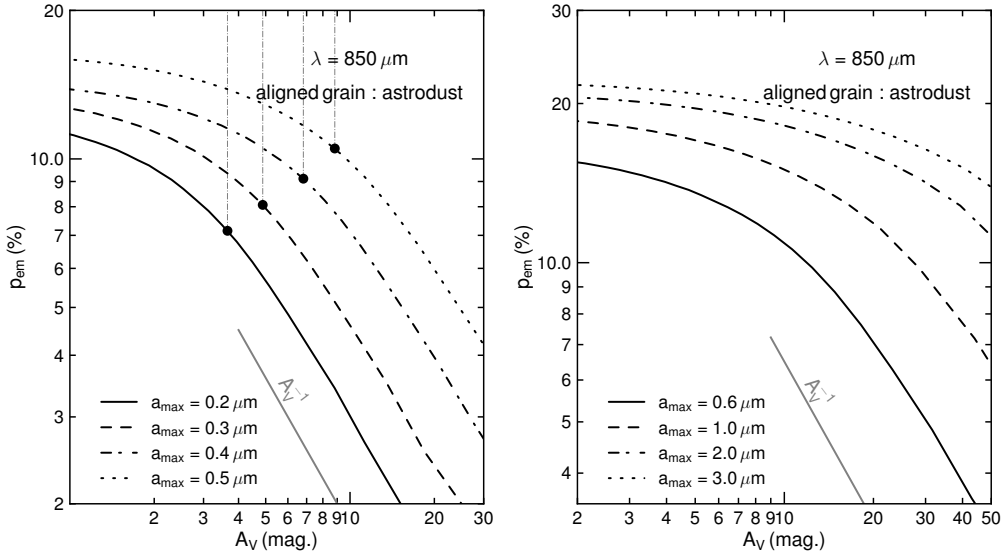 20
10.0
9
8
7
6
5
4
3
2
p_em (%)
λ = 850 μm
aligned grain : astrodust
A_V^-1
a_max = 0.2 μm
a_max = 0.3 μm
a_max = 0.4 μm
a_max = 0.5 μm
2 3 4 5 6 7 8 9 10 20 30
A_V (mag.)
30
20
10.0
9
8
7
6
5
4
p_em (%)
λ = 850 μm
aligned grain : astrodust
A_V^-1
a_max = 0.6 μm
a_max = 1.0 μm
a_max = 2.0 μm
a_max = 3.0 μm
2 3 4 5 6 7 8 9 10 20 30 40 50
A_V (mag.)